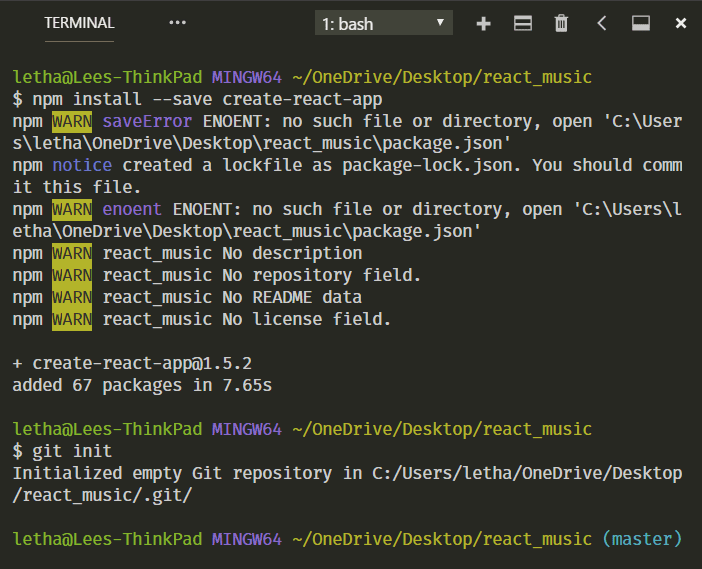 TERMINAL ... 1: bash
letha@Lees-ThinkPad MINGW64 ~/OneDrive/Desktop/react_music
$ npm install --save create-react-app
npm WARN saveError ENOENT: no such file or directory, open 'C:\User
s\letha\OneDrive\Desktop\react_music\package.json'
npm notice created a lockfile as package-lock.json. You should comm
it this file.
npm WARN enoent ENOENT: no such file or directory, open 'C:\Users\l
etha\OneDrive\Desktop\react_music\package.json'
npm WARN react_music No description
npm WARN react_music No repository field.
npm WARN react_music No README data
npm WARN react_music No license field.
+ create-react-app@1.5.2
added 67 packages in 7.65s
letha@Lees-ThinkPad MINGW64 ~/OneDrive/Desktop/react_music
$ git init
Initialized empty Git repository in C:/Users/letha/OneDrive/Desktop
/react_music/.git/
letha@Lees-ThinkPad MINGW64 ~/OneDrive/Desktop/react_music (master)